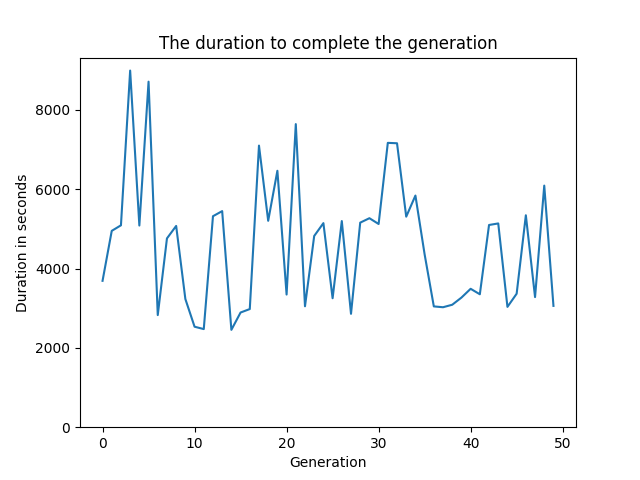 The duration to complete the generation
Duration in seconds
8000
6000
4000
2000
0
0 10 20 30 40 50
Generation